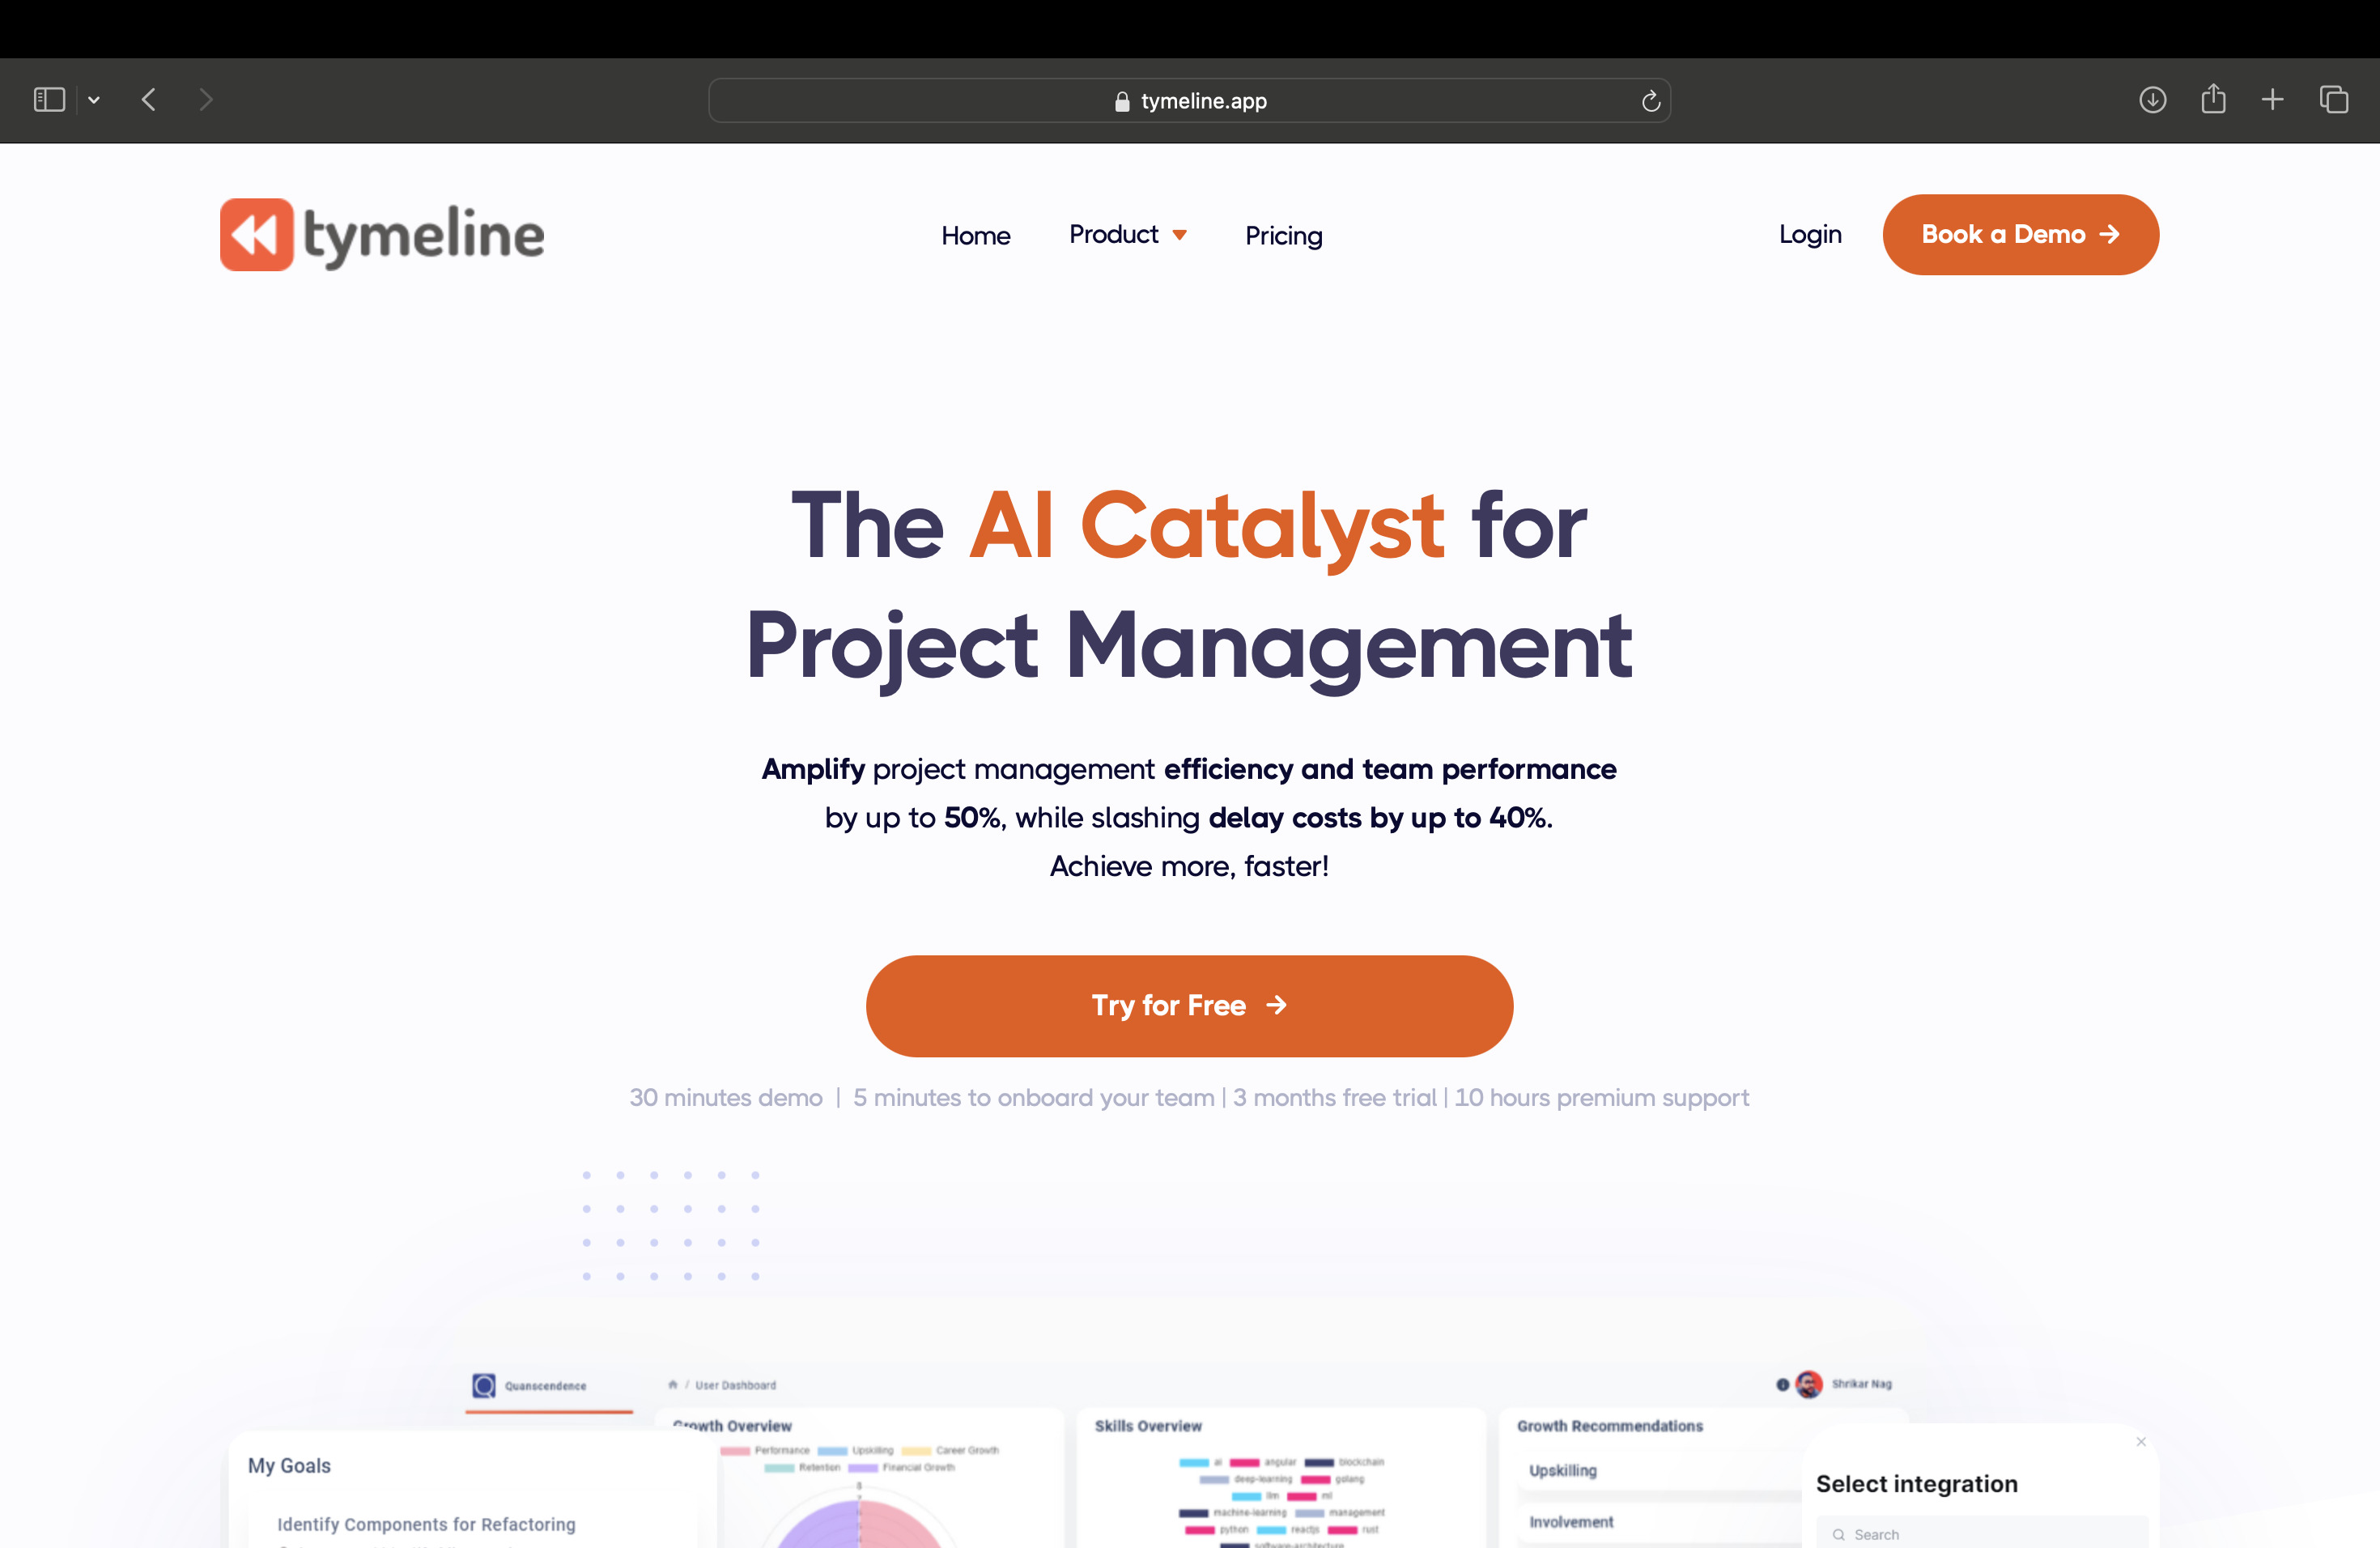 tymeline.app
tymeline
Home
Product
Pricing
Login
Book a Demo
The AI Catalyst for
Project Management
Amplify project management efficiency and team performance
by up to 50%, while slashing delay costs by up to 40%.
Achieve more, faster!
Try for Free
30 minutes demo | 5 minutes to onboard your team | 3 months free trial | 10 hours premium support
Quanscendence
/ User Dashboard
Shrikar Nag
My Goals
Identify Components for Refactoring
Growth Overview
Performance Upskilling Career Growth
Retention Financial Growth
8
7
Skills Overview
ai angular blockchain
deep-learning golang
llm ml
machine-learning management
python reactjs rust
software-architecture
Growth Recommendations
Upskilling
Involvement
Select integration
Search